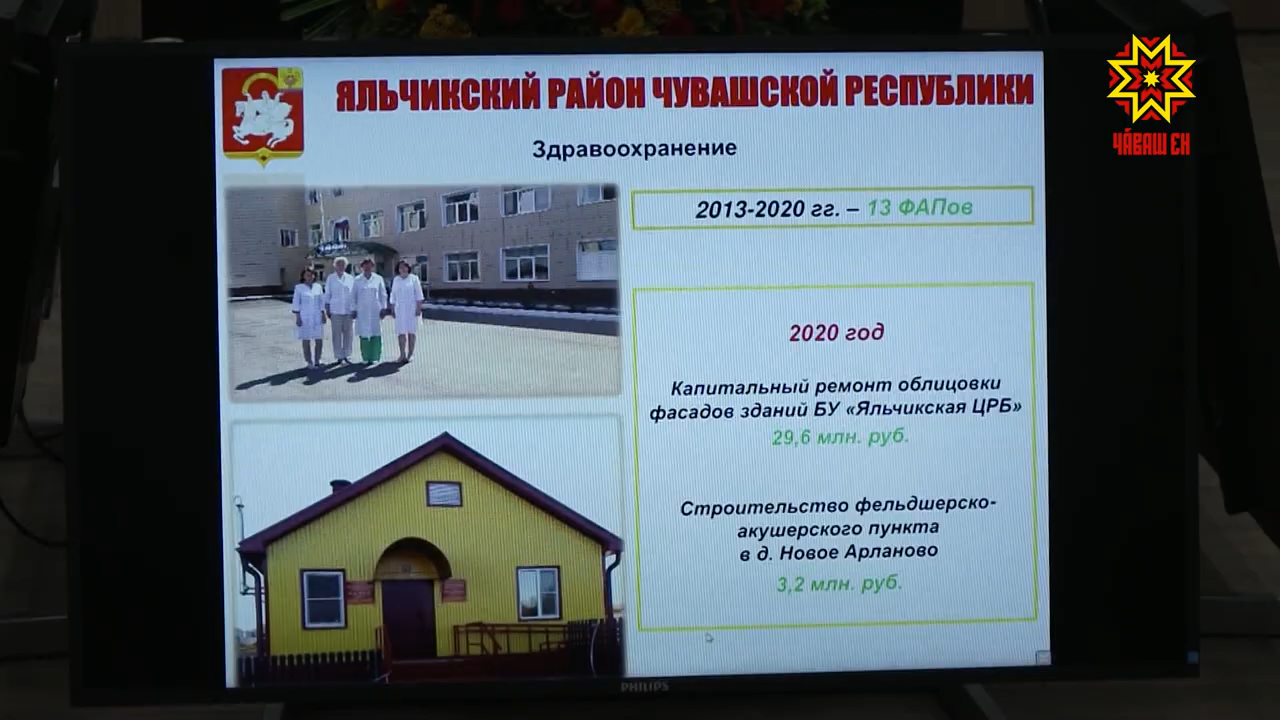 ЯЛЬЧИКСКИЙ РАЙОН ЧУВАШСКОЙ РЕСПУБЛИКИ
Здравоохранение
2013-2020 гг. – 13 ФАПов
2020 год
Капитальный ремонт облицовки
фасадов зданий БУ «Яльчикская ЦРБ»
29,6 млн. руб.
Строительство фельдшерско-
акушерского пункта
в д. Новое Арланово
3,2 млн. руб.
ЧӐВАШ ЕН
PHILIPS